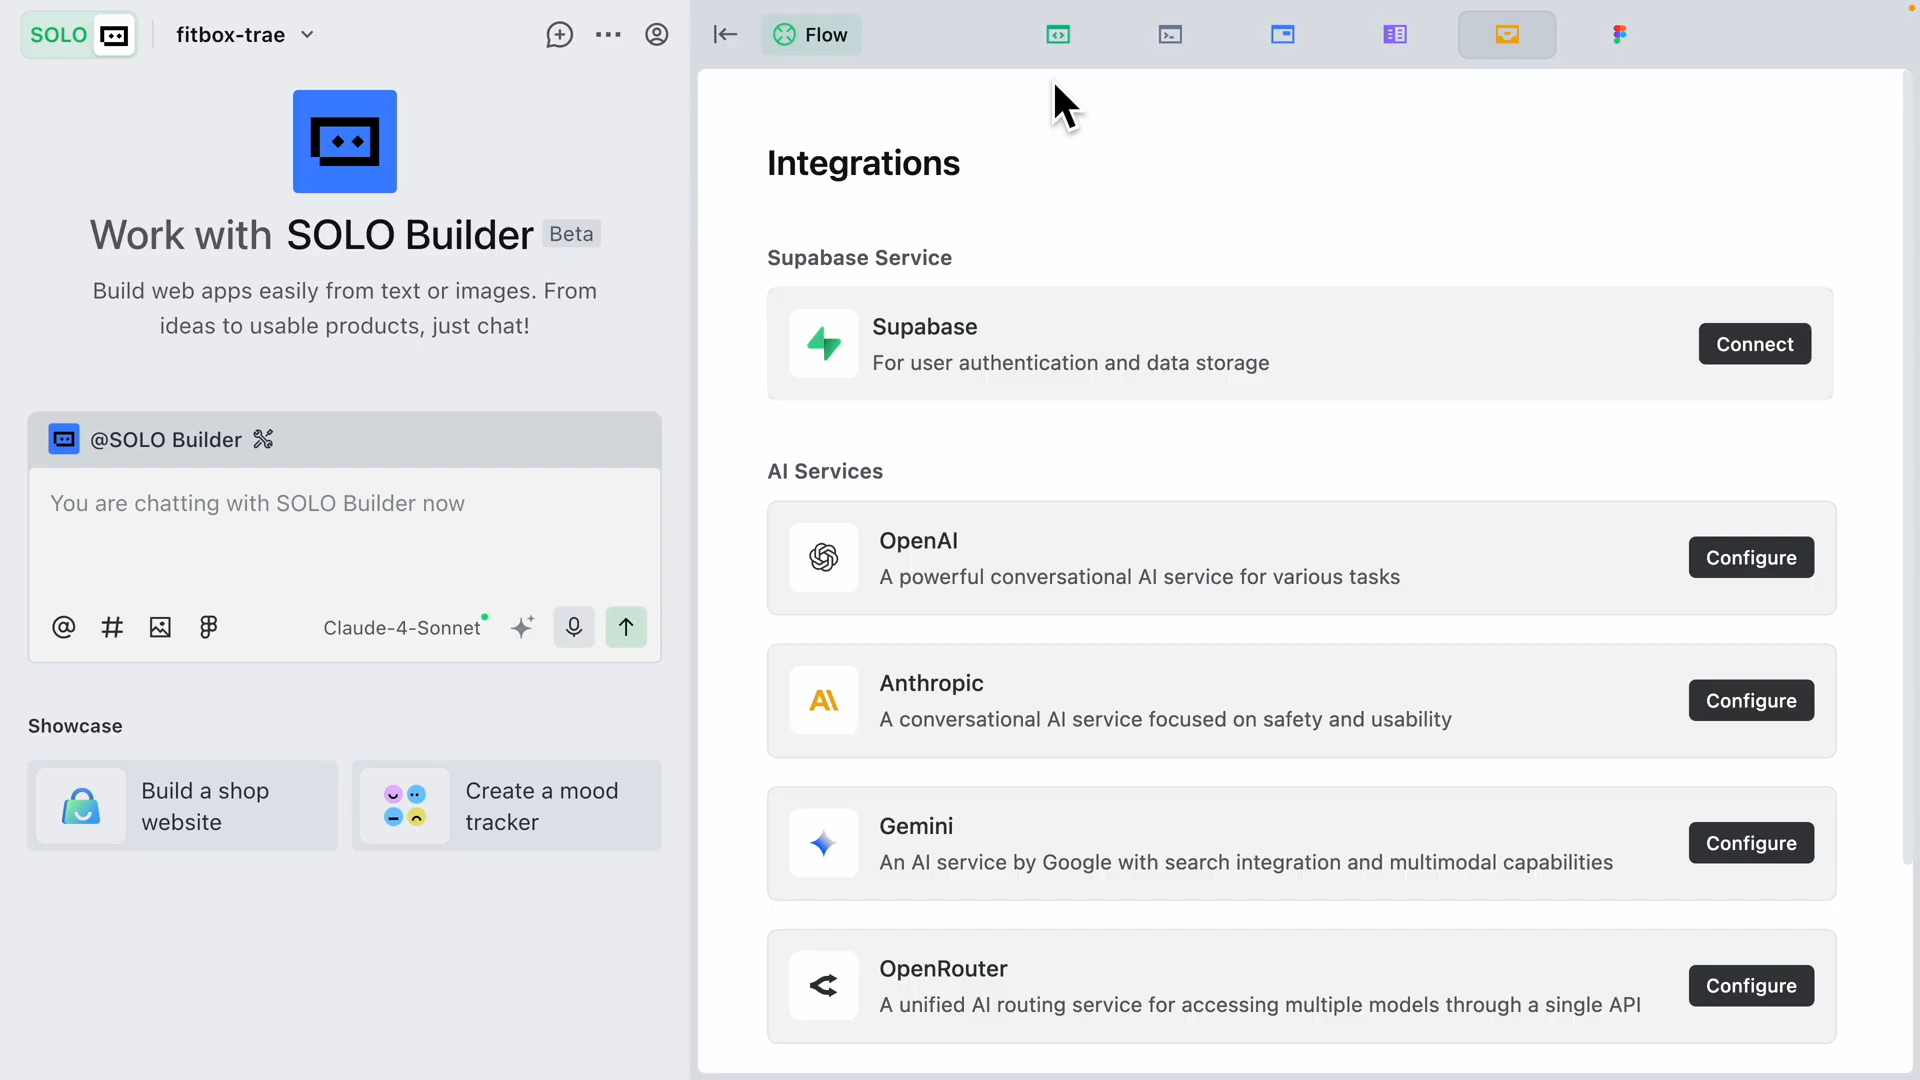 SOLO
fitbox-trae
Flow
Work with SOLO Builder Beta
Build web apps easily from text or images. From
ideas to usable products, just chat!
@SOLO Builder
You are chatting with SOLO Builder now
Claude-4-Sonnet
Showcase
Build a shop
website
Create a mood
tracker
Integrations
Supabase Service
Supabase
For user authentication and data storage
Connect
AI Services
OpenAI
A powerful conversational AI service for various tasks
Configure
Anthropic
A conversational AI service focused on safety and usability
Configure
Gemini
An AI service by Google with search integration and multimodal capabilities
Configure
OpenRouter
A unified AI routing service for accessing multiple models through a single API
Configure